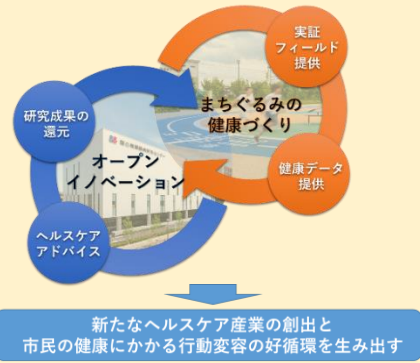 実証
フィールド
提供
まちぐるみの
健康づくり
研究成果の
還元
オープン
イノベーション
健康データ
提供
ヘルスケア
アドバイス
新たなヘルスケア産業の創出と
市民の健康にかかる行動変容の好循環を生み出す